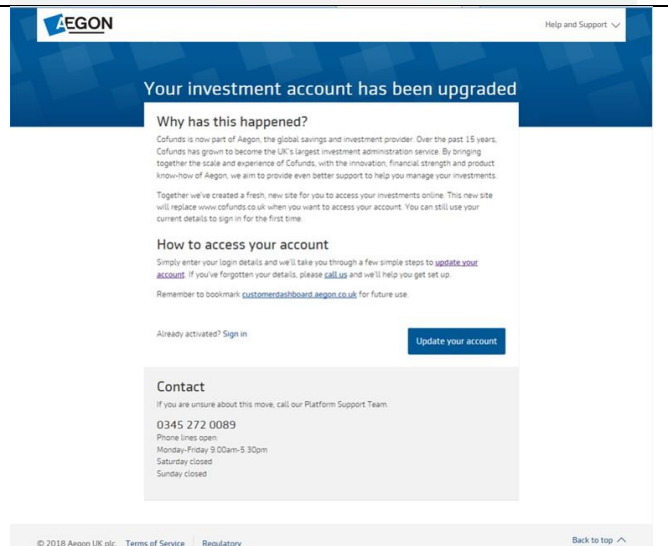 AEGON
Help and Support
Your investment account has been upgraded
Why has this happened?
Cofunds is now part of Aegon, the global savings and investment provider. Over the past 15 years,
Cofunds has grown to become the UK's largest investment administration service. By bringing
together the scale and experience of Cofunds, with the innovation, financial strength and product
know-how of Aegon, we aim to provide even better support to help you manage your investments.
Together we've created a fresh, new site for you to access your investments online. This new site
will replace www.cofunds.co.uk when you want to access your account. You can still use your
current details to sign in for the first time.
How to access your account
Simply enter your login details and we'll take you through a few simple steps to update your
account. If you've forgotten your details, please call us and we'll help you get set up.
Remember to bookmark customerdashboard.aegon.co.uk for future use.
Already activated? Sign in
Update your account
Contact
If you are unsure about this move, call our Platform Support Team.
0345 272 0089
Phone lines open
Monday-Friday 9.00am-5.30pm
Saturday closed
Sunday closed
© 2018 Aegon UK plc Terms of Service Regulatory
Back to top